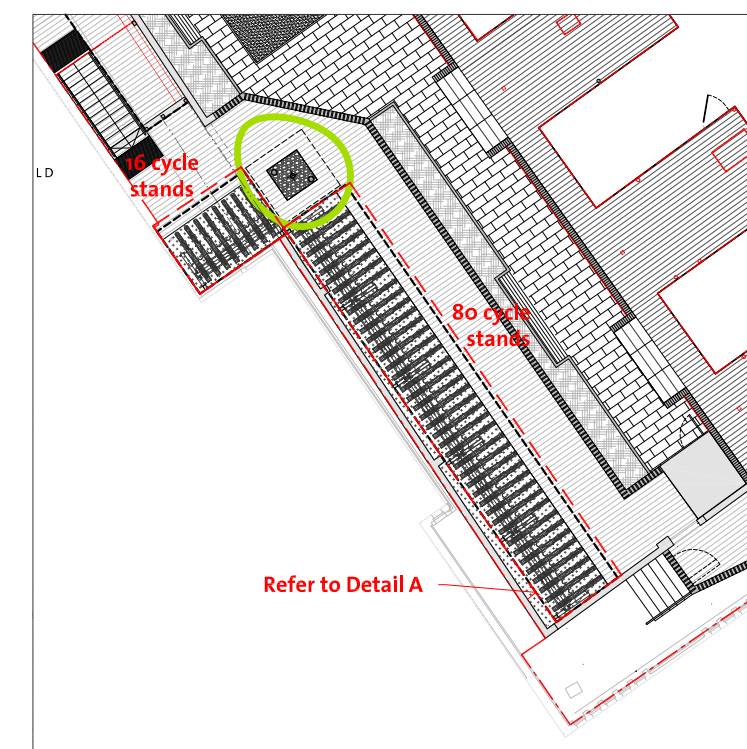 16 cycle
stands
L D
80 cycle
stands
Refer to Detail A